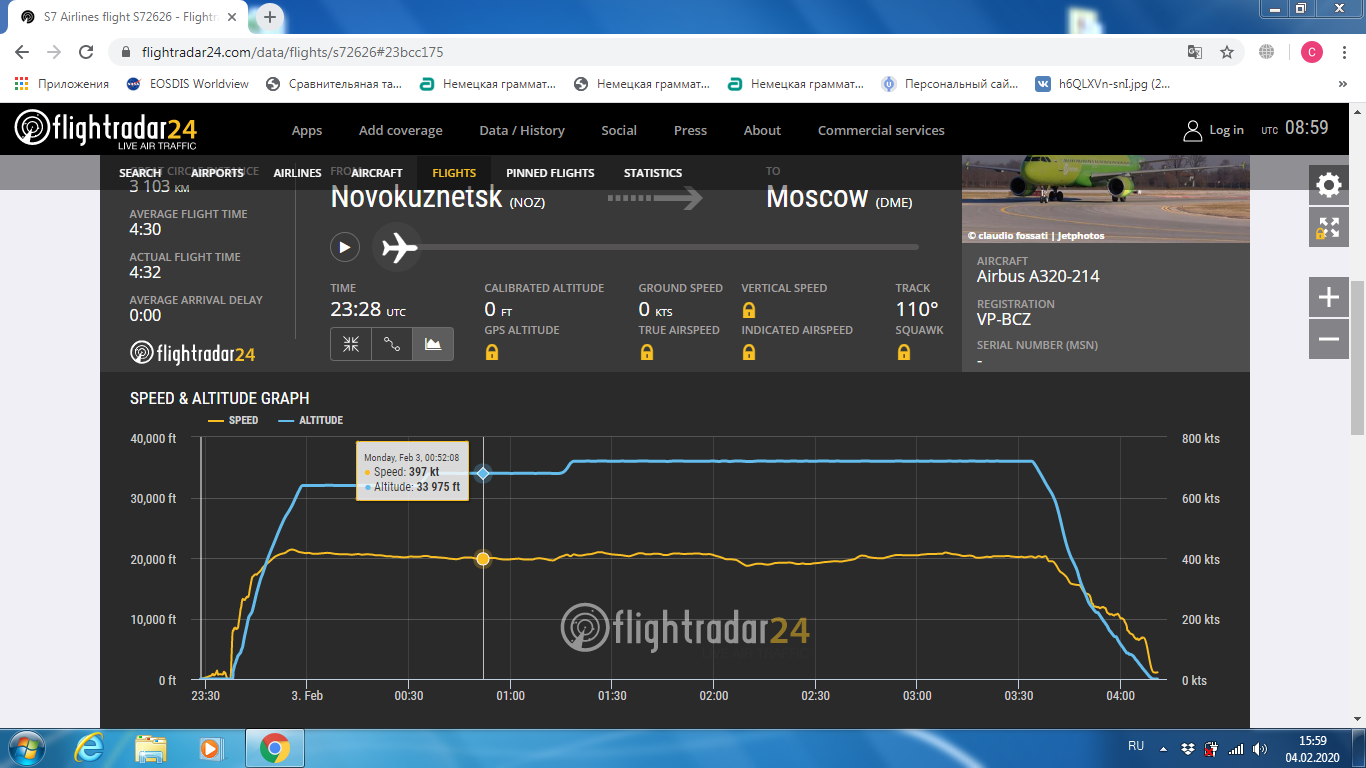 S7 Airlines flight S72626 - Flightr
flightradar24.com/data/flights/s72626#23bcc175
C
Приложения
EOSDIS Worldview
Сравнительная та...
Немецкая граммат...
Немецкая граммат...
Немецкая граммат...
Персональный сай...
h6QLXVn-snI.jpg (2...
»
flightradar24
LIVE AIR TRAFFIC
Apps
Add coverage
Data / History
Social
Press
About
Commercial services
Log in
UTC 08:59
SEARCH
AIRPORTS
AIRLINES
AIRCRAFT
FLIGHTS
PINNED FLIGHTS
STATISTICS
GREAT CIRCLE DISTANCE
3 103 KM
AVERAGE FLIGHT TIME
4:30
ACTUAL FLIGHT TIME
4:32
AVERAGE ARRIVAL DELAY
0:00
flightradar24
FROM
Novokuznetsk (NOZ)
TO
Moscow (DME)
TIME
23:28 UTC
CALIBRATED ALTITUDE
0 FT
GPS ALTITUDE
GROUND SPEED
0 KTS
TRUE AIRSPEED
VERTICAL SPEED
INDICATED AIRSPEED
TRACK
110°
SQUAWK
© claudio fossati | Jetphotos
AIRCRAFT
Airbus A320-214
REGISTRATION
VP-BCZ
SERIAL NUMBER (MSN)
-
SPEED & ALTITUDE GRAPH
SPEED
ALTITUDE
40,000 ft
30,000 ft
20,000 ft
10,000 ft
0 ft
800 kts
600 kts
400 kts
200 kts
0 kts
Monday, Feb 3, 00:52:08
Speed: 397 kt
Altitude: 33 975 ft
flightradar24
23:30
3. Feb
00:30
01:00
01:30
02:00
02:30
03:00
03:30
04:00
RU
15:59
04.02.2020